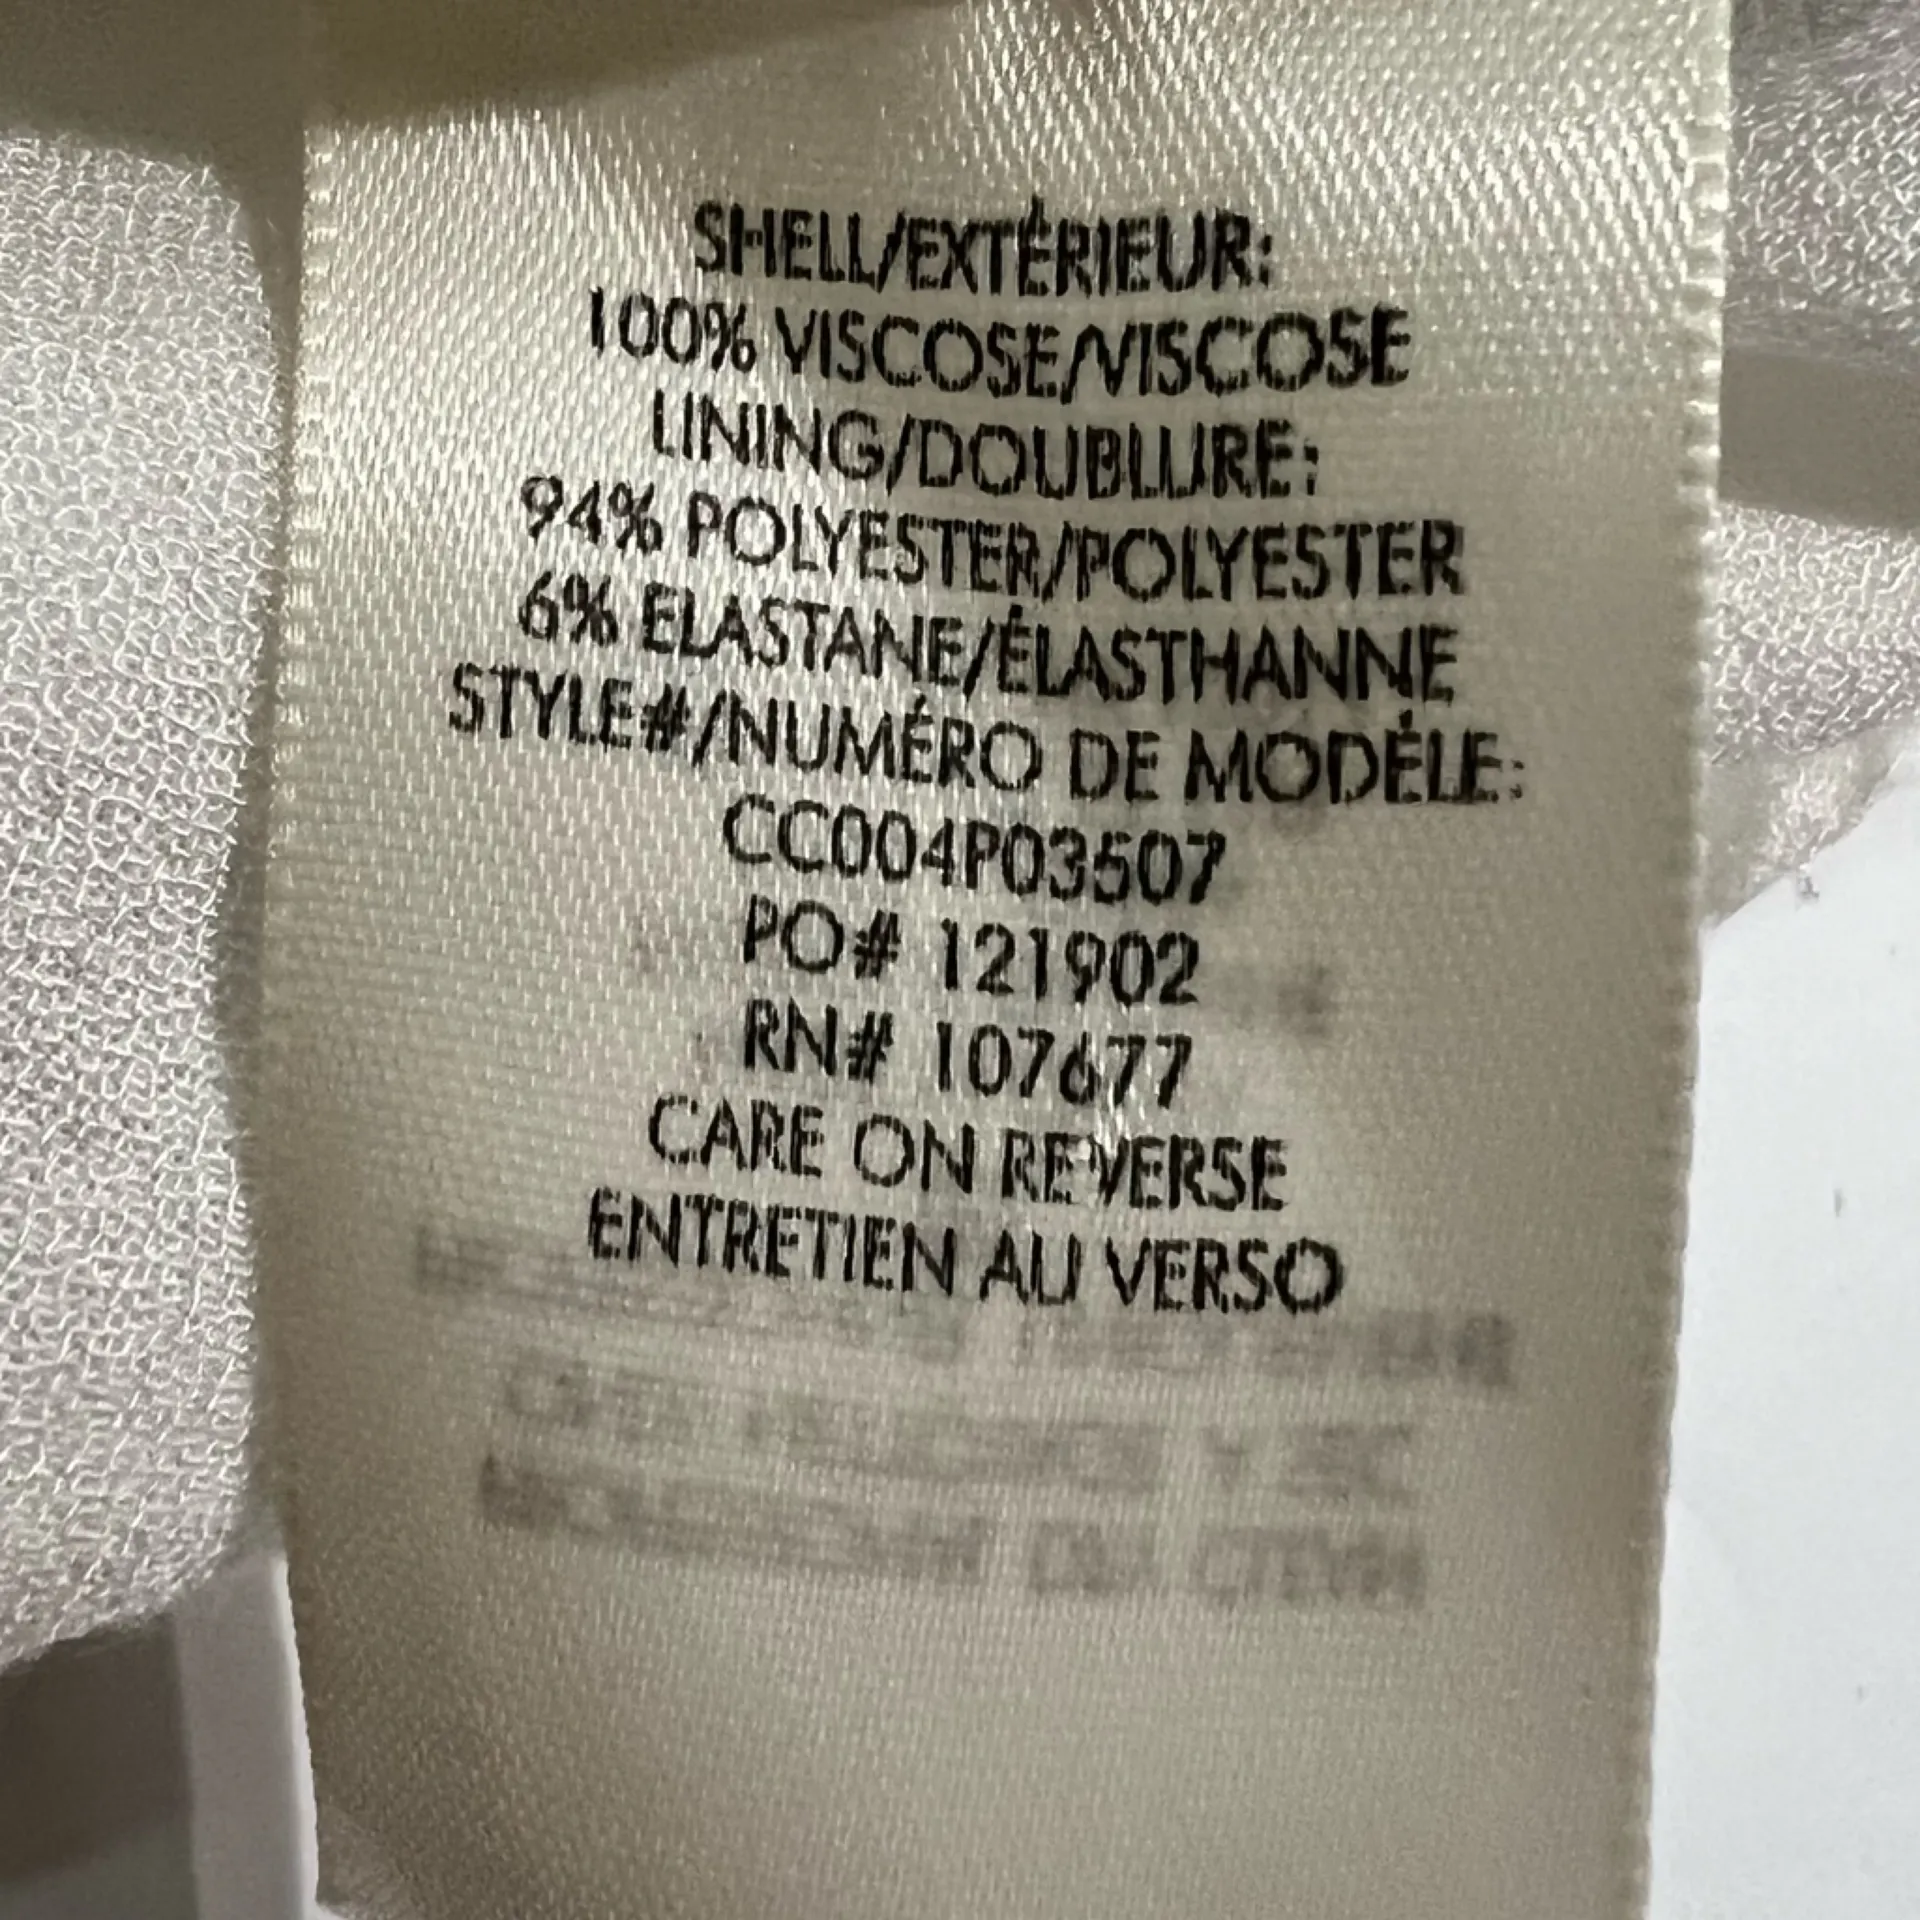 SHELL/EXTÉRIEUR:
100% VISCOSE/VISCOSE
LINING/DOUBLURE:
94% POLYESTER/POLYESTER
6% ELASTANE/ÉLASTHANNE
STYLE#/NUMÉRO DE MODÉLE:
CC004P03507
PO# 121902
RN# 107677
CARE ON REVERSE
ENTRETIEN AU VERSO